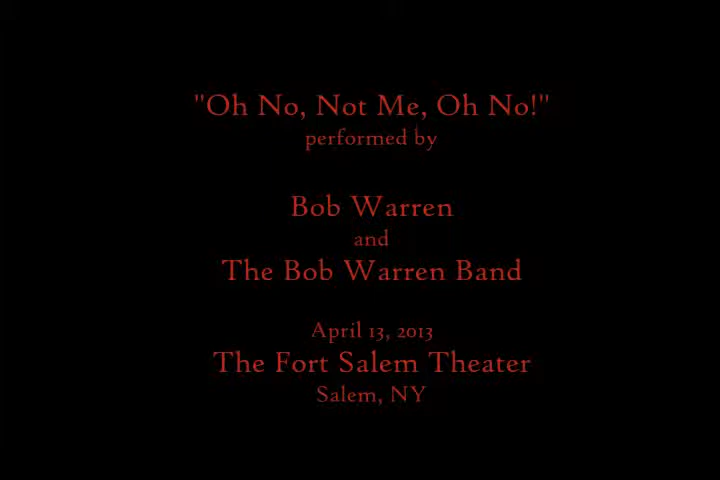 "Oh No, Not Me, Oh No!"
performed by
Bob Warren
and
The Bob Warren Band
April 13, 2013
The Fort Salem Theater
Salem, NY